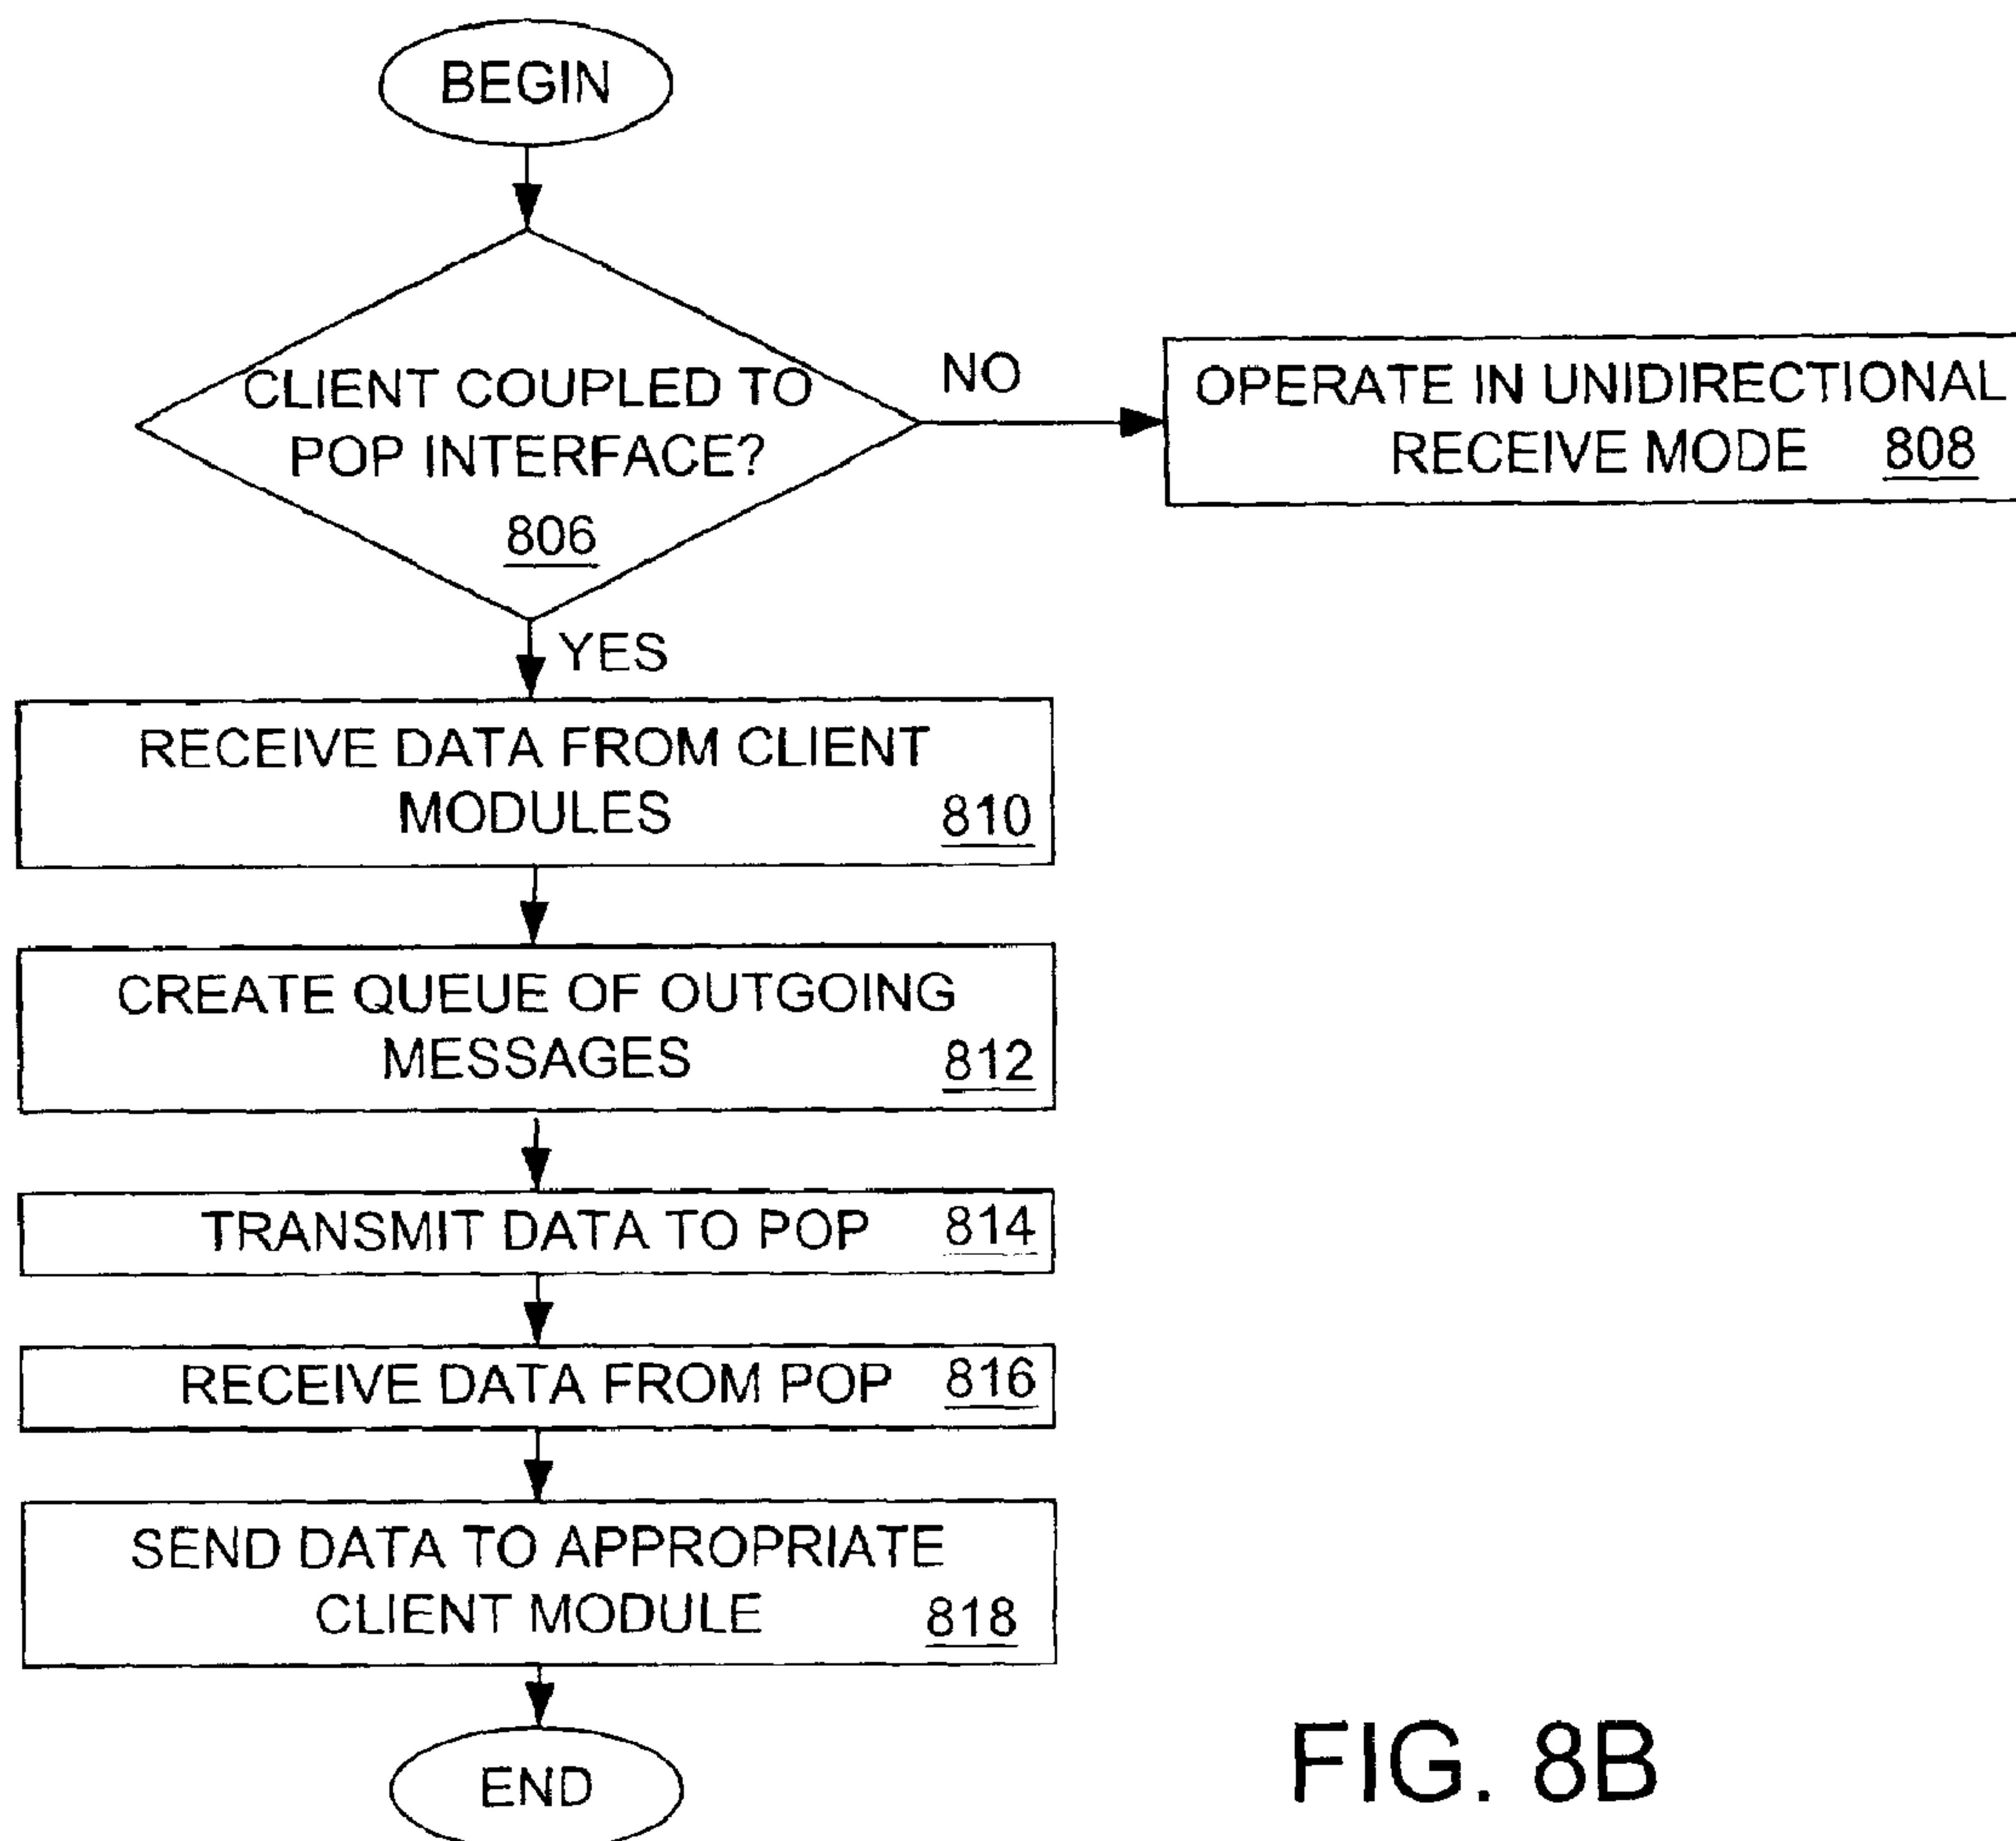 BEGIN
CLIENT COUPLED TO
POP INTERFACE?
806
NO
OPERATE IN UNIDIRECTIONAL
RECEIVE MODE 808
YES
RECEIVE DATA FROM CLIENT
MODULES 810
CREATE QUEUE OF OUTGOING
MESSAGES 812
TRANSMIT DATA TO POP 814
RECEIVE DATA FROM POP 816
SEND DATA TO APPROPRIATE
CLIENT MODULE 818
END
FIG. 8B